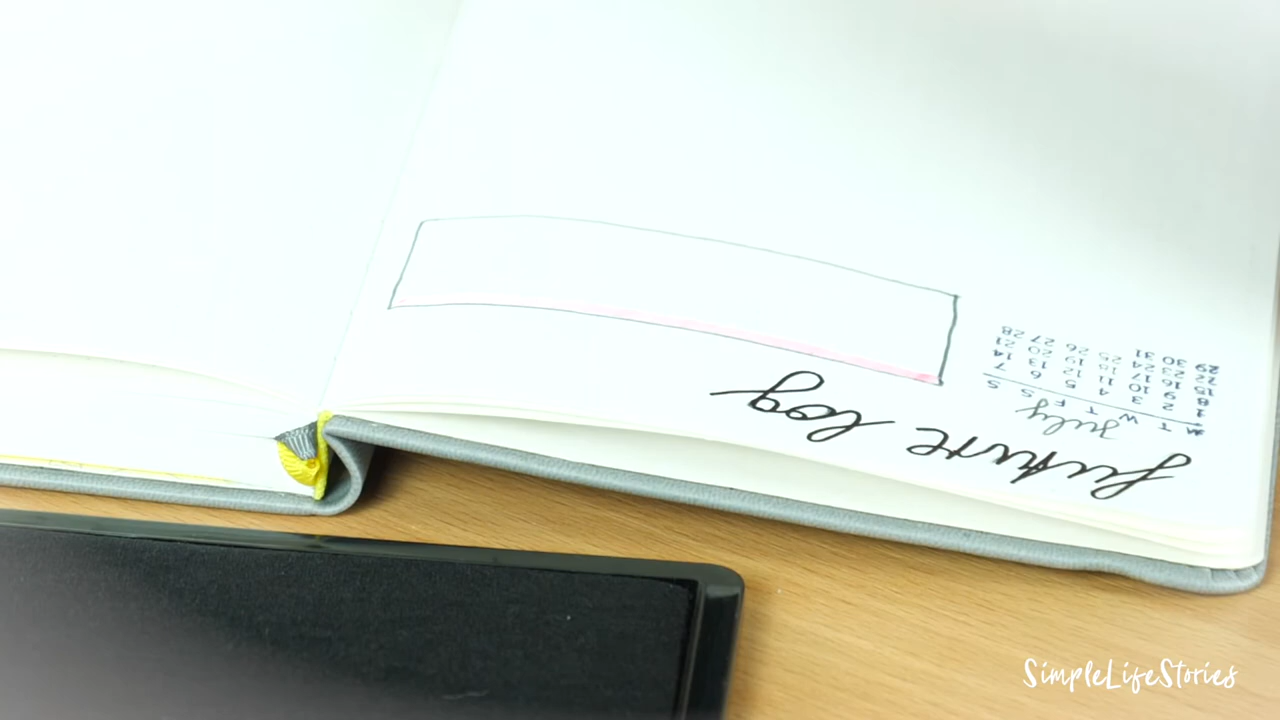 future log
July
M T W T F S S
1 2 3 4 5 6 7
8 9 10 11 12 13 14
15 16 17 18 19 20 21
22 23 24 25 26 27 28
29 30 31
SimpleLifeStories